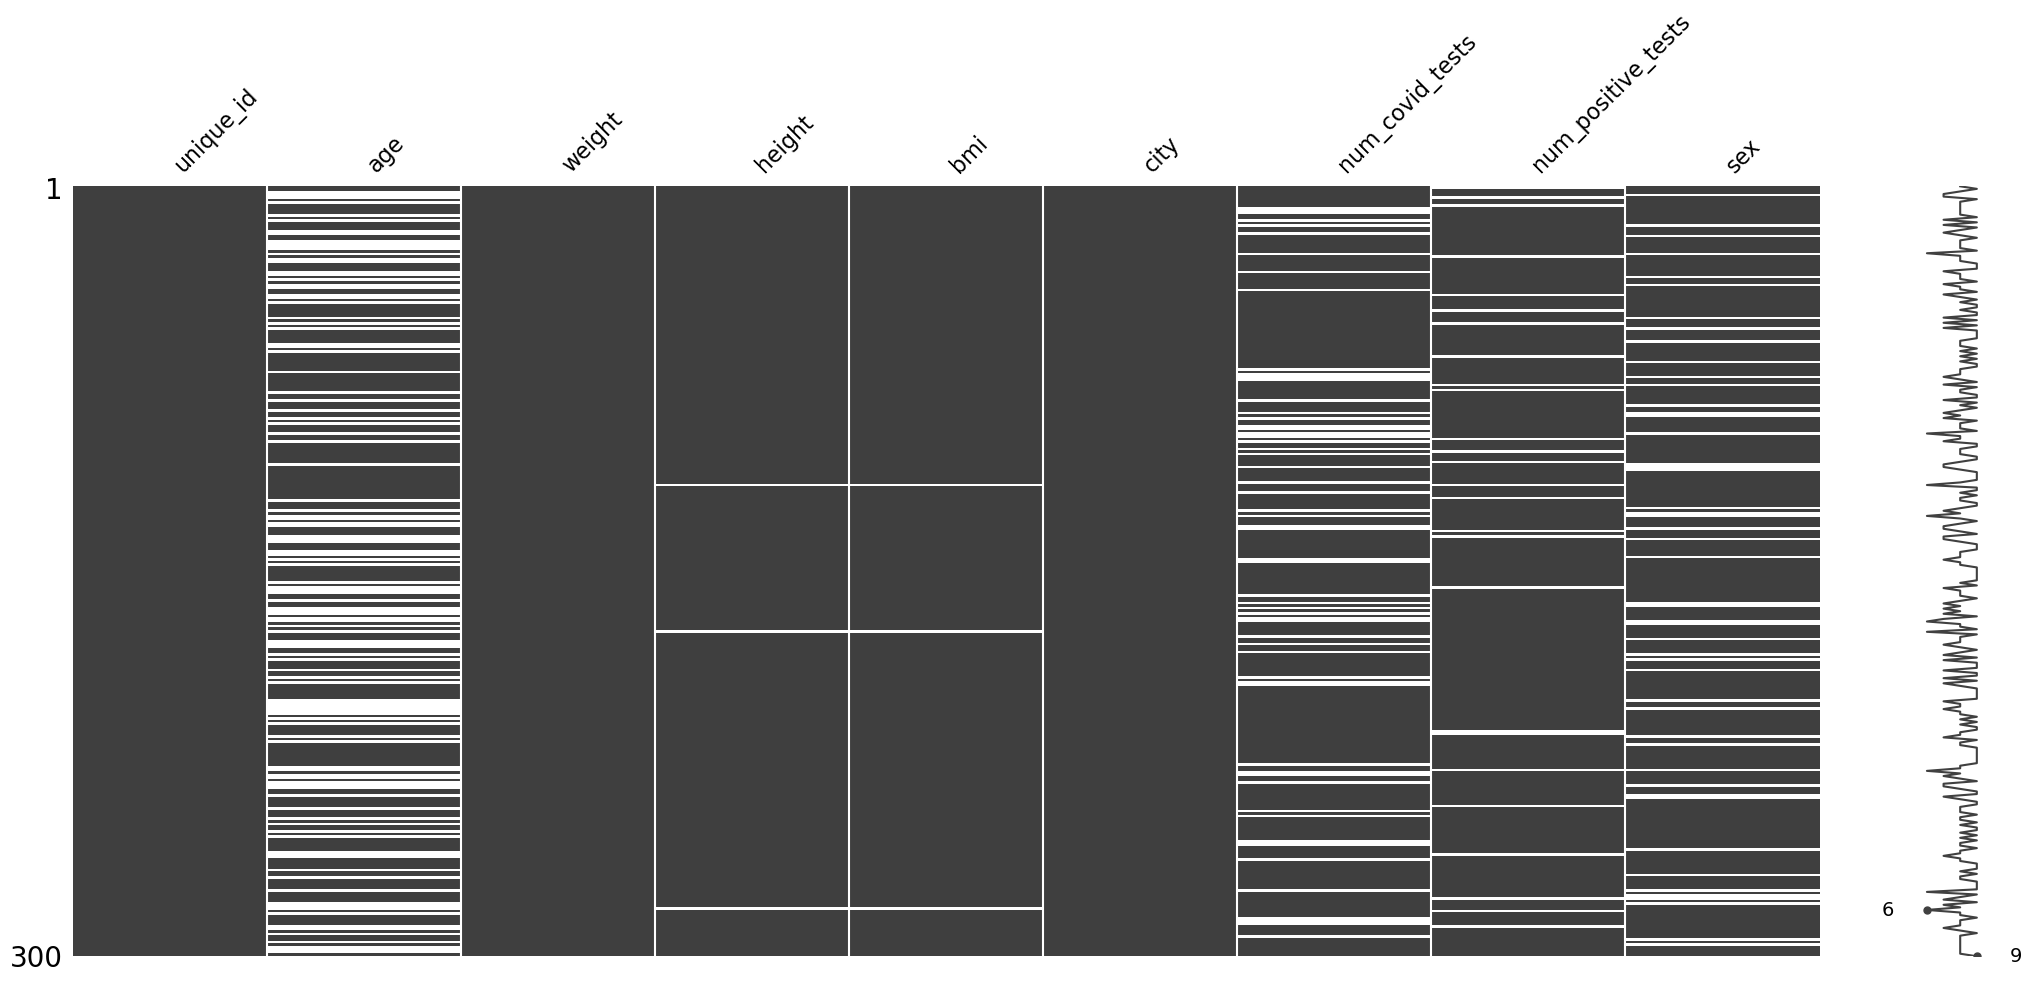 unique_id
age
weight
height
bmi
city
num_covid_tests
num_positive_tests
sex
1
6
300
9